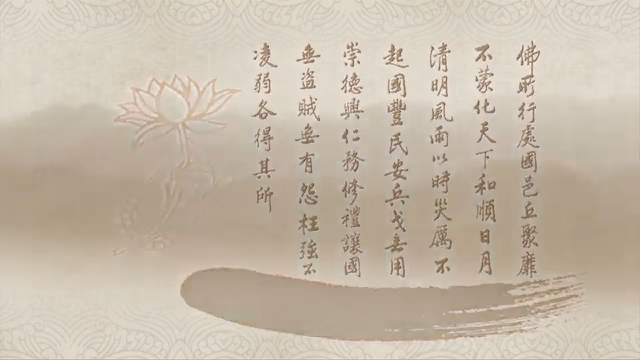 佛所行處國邑丘聚靡
不蒙化天下和順日月
清明風雨以時災厲不
起國豐民安兵戈無用
崇德興仁務修禮讓國
無盜賊無有怨枉強不
凌弱各得其所